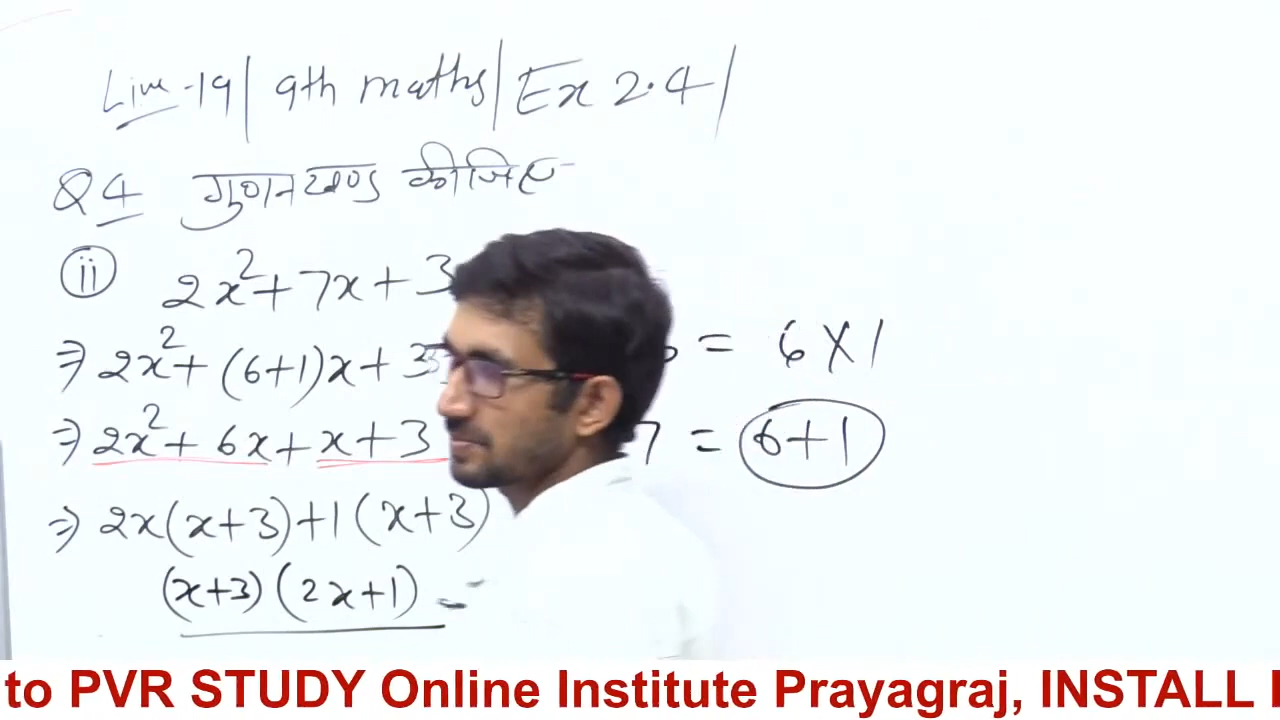 Live-19 | 9th maths | Ex 2.4 |
Q 4 गुणनखण्ड कीजिए
ii 2x² + 7x + 3
⇒ 2x² + (6+1)x + 3
= 6 X 1
⇒ 2x² + 6x + x + 3
7 = 6+1
⇒ 2x(x+3) + 1(x+3)
(x+3) (2x+1)
to PVR STUDY Online Institute Prayagraj, INSTALL